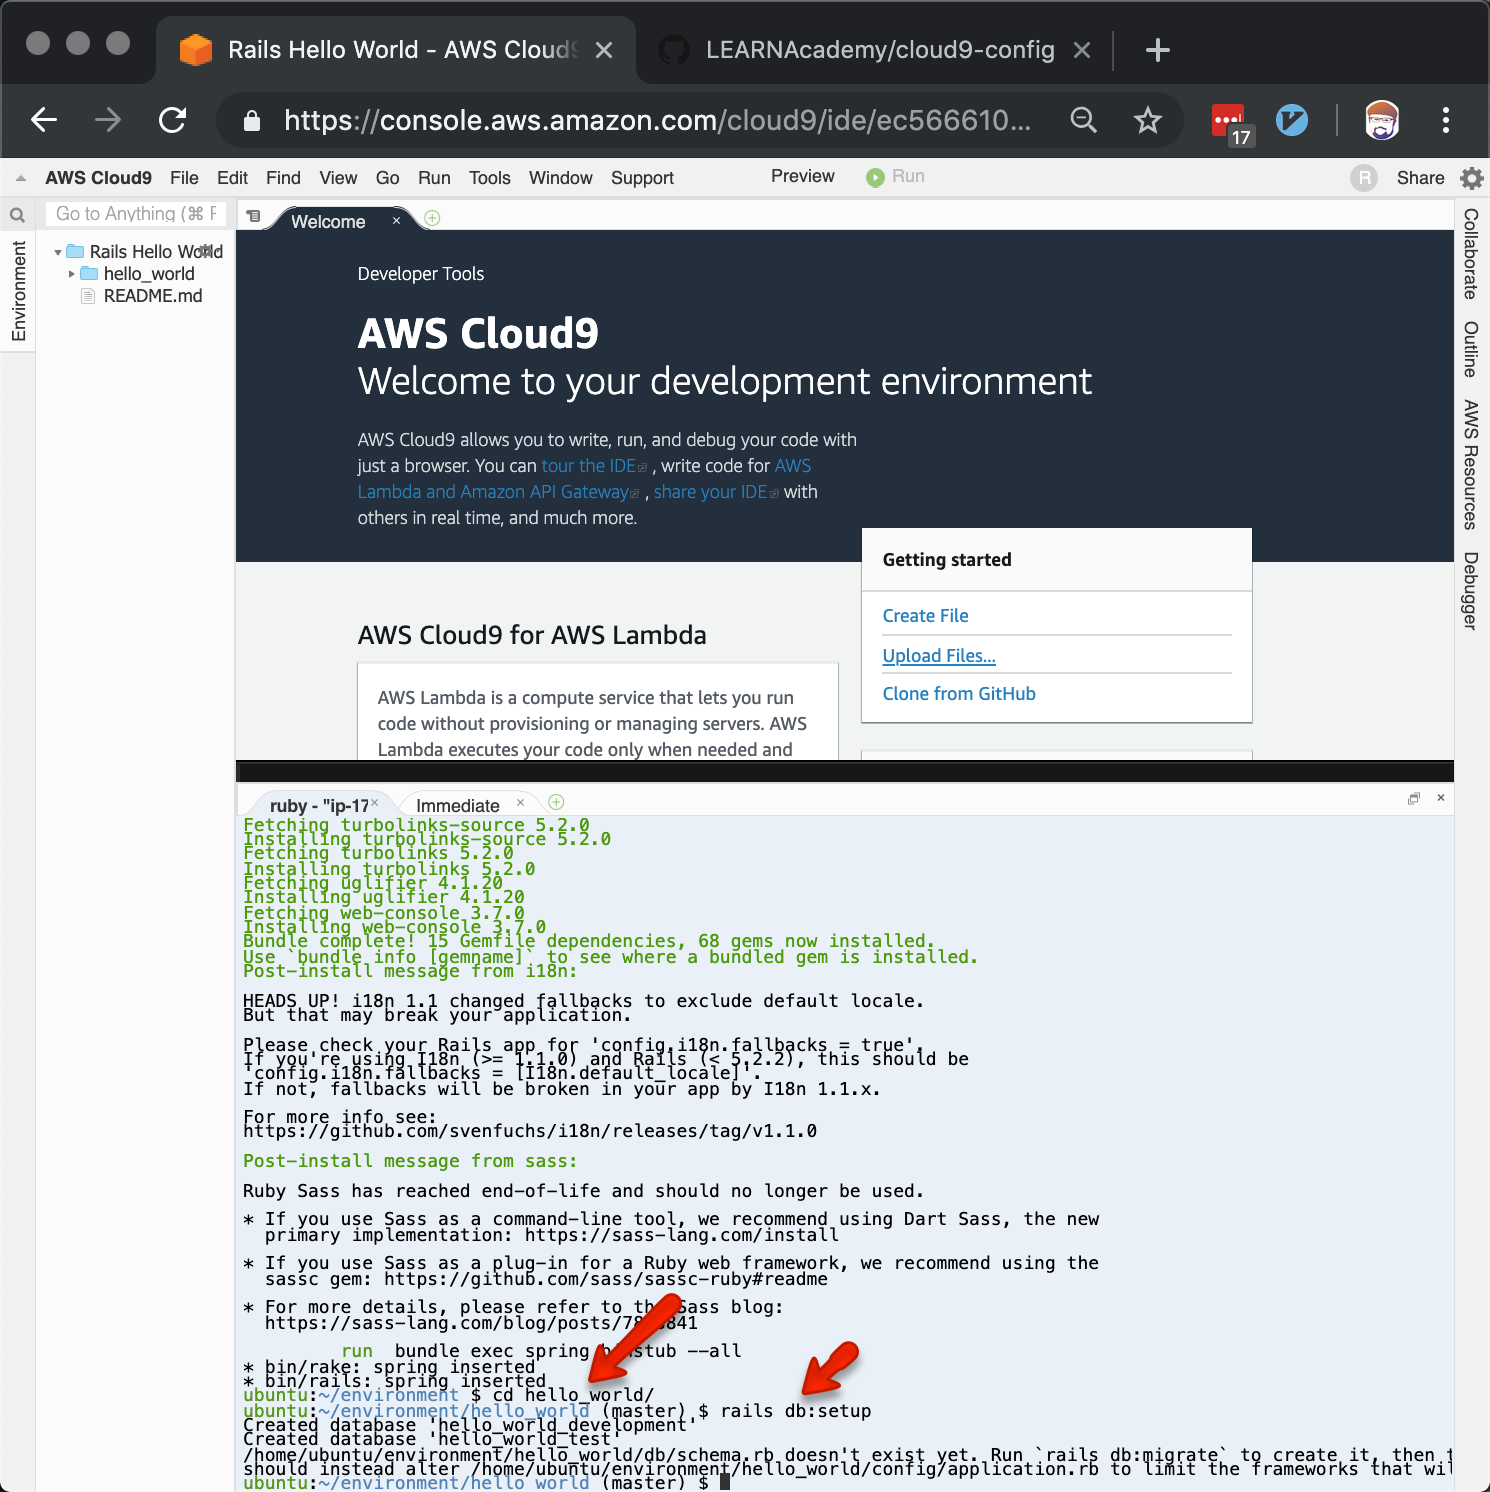 Rails Hello World - AWS Cloud9
LEARNAcademy/cloud9-config
https://console.aws.amazon.com/cloud9/ide/ec566610...
17
AWS Cloud9 File Edit Find View Go Run Tools Window Support Preview Run R Share
Go to Anything (⌘ P
Welcome
Environment
Rails Hello World
hello_world
README.md
Collaborate
Outline
AWS Resources
Debugger
Developer Tools
AWS Cloud9
Welcome to your development environment
AWS Cloud9 allows you to write, run, and debug your code with
just a browser. You can tour the IDE , write code for AWS
Lambda and Amazon API Gateway , share your IDE with
others in real time, and much more.
Getting started
Create File
Upload Files...
Clone from GitHub
AWS Cloud9 for AWS Lambda
AWS Lambda is a compute service that lets you run
code without provisioning or managing servers. AWS
Lambda executes your code only when needed and
ruby - "ip-17
Immediate
Fetching turbolinks-source 5.2.0
Installing turbolinks-source 5.2.0
Fetching turbolinks 5.2.0
Installing turbolinks 5.2.0
Fetching uglifier 4.1.20
Installing uglifier 4.1.20
Fetching web-console 3.7.0
Installing web-console 3.7.0
Bundle complete! 15 Gemfile dependencies, 68 gems now installed.
Use `bundle info [gemname]` to see where a bundled gem is installed.
Post-install message from i18n:
HEADS UP! i18n 1.1 changed fallbacks to exclude default locale.
But that may break your application.
Please check your Rails app for 'config.i18n.fallbacks = true'.
If you're using I18n (>= 1.1.0) and Rails (< 5.2.2), this should be
'config.i18n.fallbacks = [I18n.default_locale]'.
If not, fallbacks will be broken in your app by I18n 1.1.x.
For more info see:
https://github.com/svenfuchs/i18n/releases/tag/v1.1.0
Post-install message from sass:
Ruby Sass has reached end-of-life and should no longer be used.
* If you use Sass as a command-line tool, we recommend using Dart Sass, the new
primary implementation: https://sass-lang.com/install
* If you use Sass as a plug-in for a Ruby web framework, we recommend using the
sassc gem: https://github.com/sass/sassc-ruby#readme
* For more details, please refer to the Sass blog:
https://sass-lang.com/blog/posts/
run bundle exec spring binstub --all
* bin/rake: spring inserted
* bin/rails: spring inserted
ubuntu:~/environment $ cd hello_world/
ubuntu:~/environment/hello_world (master) $ rails db:setup
Created database 'hello_world_development'
Created database 'hello_world_test'
/home/ubuntu/environment/hello_world/db/schema.rb doesn't exist yet. Run `rails db:migrate` to create it, then t
should instead alter /home/ubuntu/environment/hello_world/config/application.rb to limit the frameworks that wil
ubuntu:~/environment/hello_world (master) $